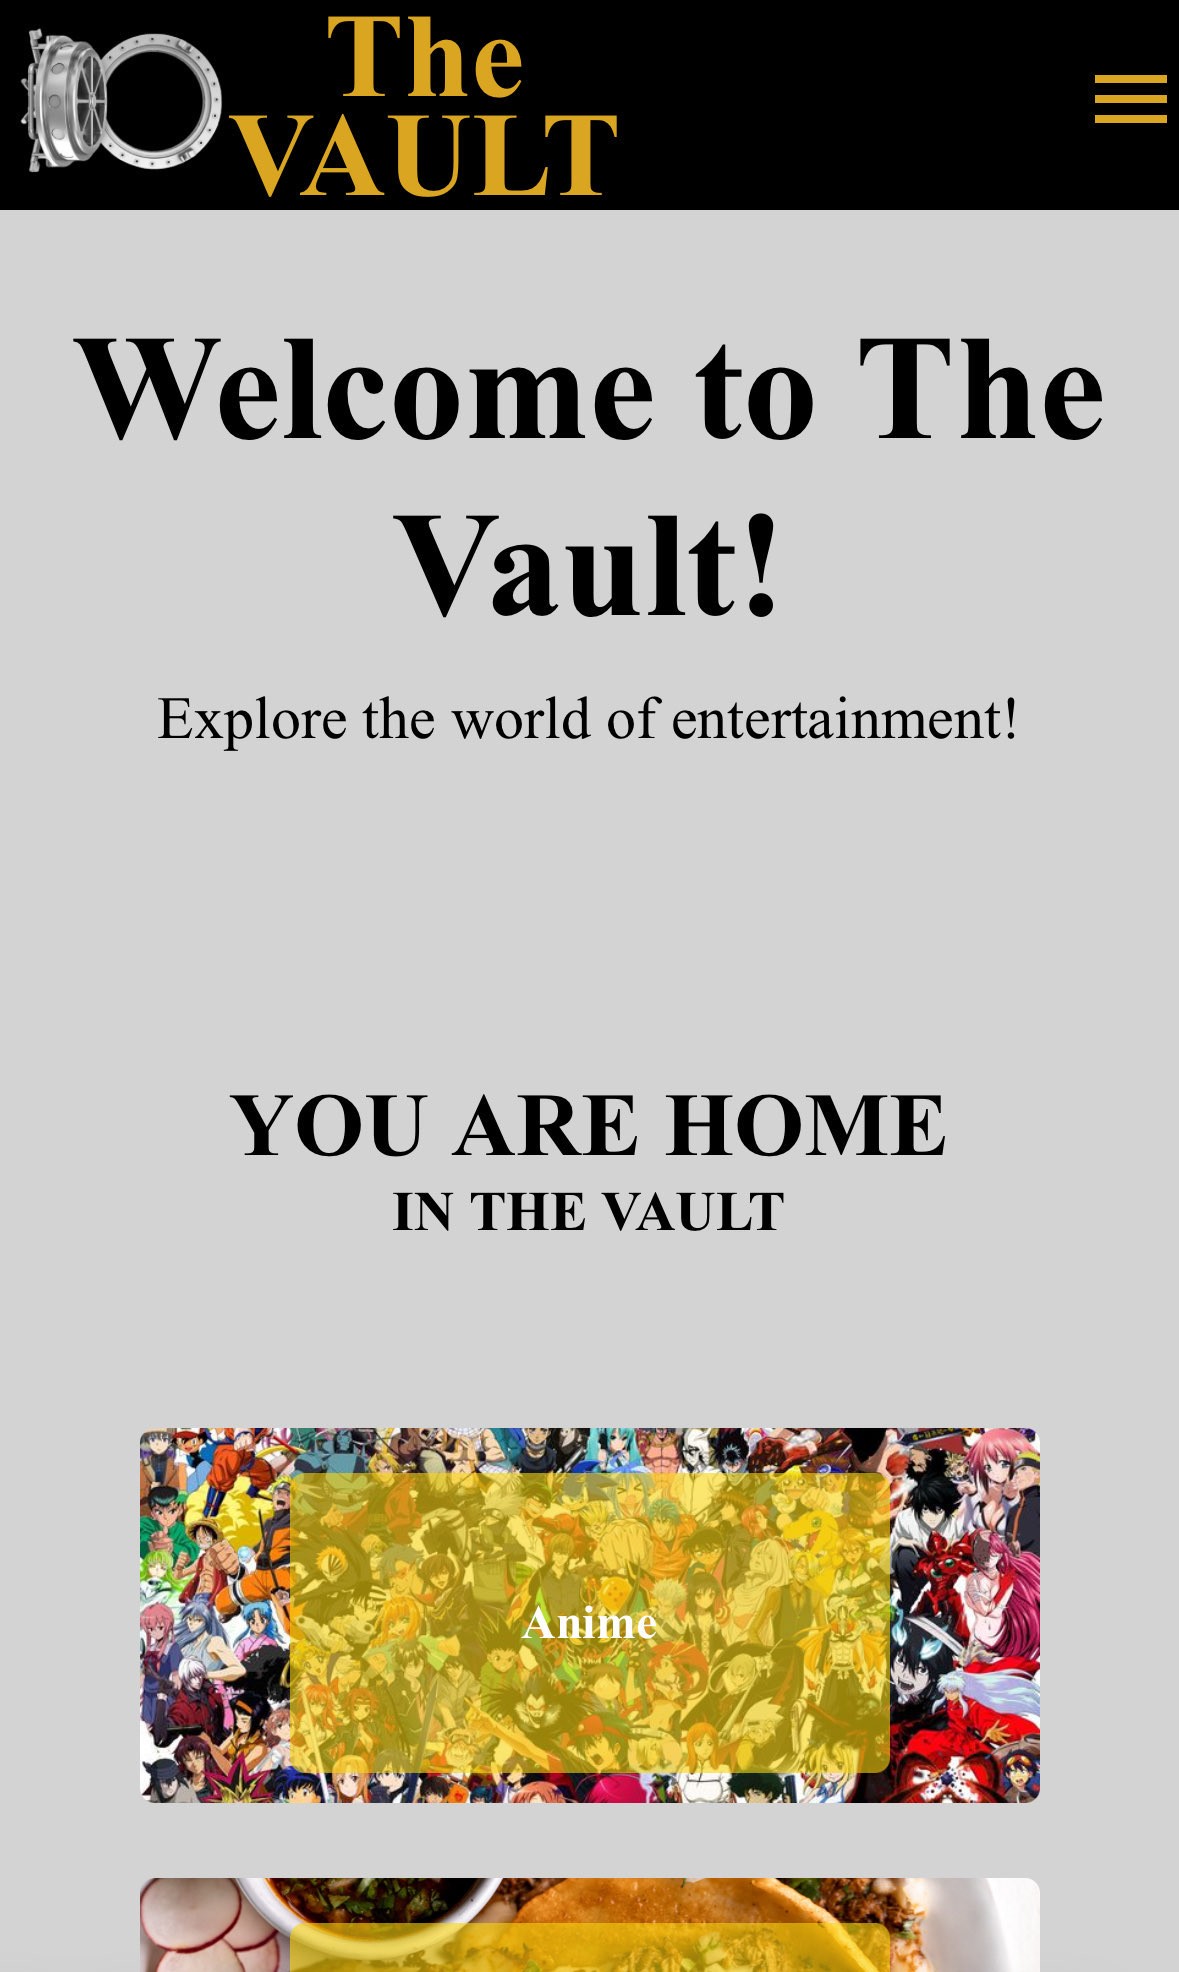 The
VAULT
Welcome to The
Vault!
Explore the world of entertainment!
YOU ARE HOME
IN THE VAULT
Anime